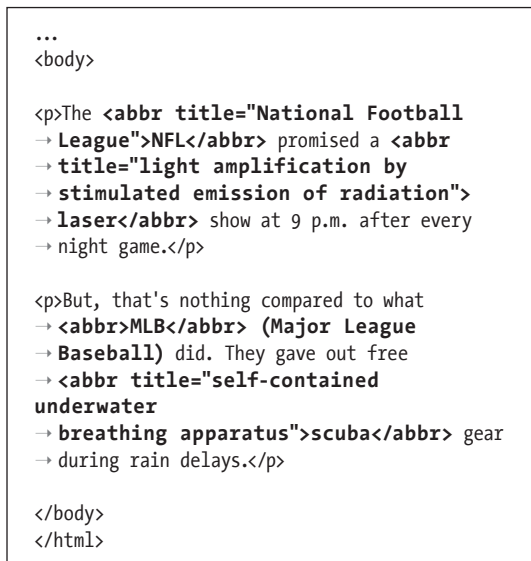 ...
<body>
<p>The <abbr title="National Football
→ League">NFL</abbr> promised a <abbr
→ title="light amplification by
→ stimulated emission of radiation">
→ laser</abbr> show at 9 p.m. after every
→ night game.</p>
<p>But, that's nothing compared to what
→ <abbr>MLB</abbr> (Major League
→ Baseball) did. They gave out free
→ <abbr title="self-contained
underwater
→ breathing apparatus">scuba</abbr> gear
→ during rain delays.</p>
</body>
</html>